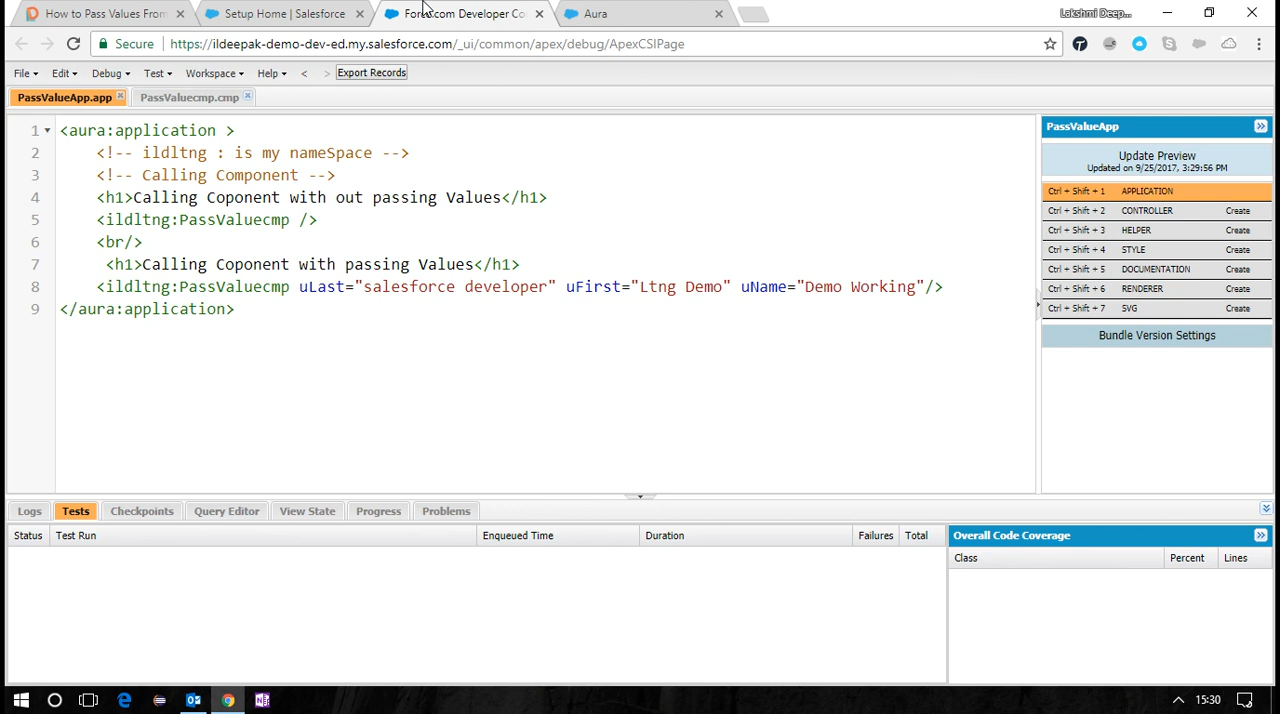 How to Pass Values From
Setup Home | Salesforce
Force.com Developer Co
Aura
Lakshmi Deep...
Secure
https://ildeepak-demo-dev-ed.my.salesforce.com/_ui/common/apex/debug/ApexCSIPage
File Edit Debug Test Workspace Help < > Export Records
PassValueApp.app PassValuecmp.cmp
1 <aura:application >
2 <!-- ildltng : is my nameSpace -->
3 <!-- Calling Component -->
4 <h1>Calling Coponent with out passing Values</h1>
5 <ildltng:PassValuecmp />
6 <br/>
7 <h1>Calling Coponent with passing Values</h1>
8 <ildltng:PassValuecmp uLast="salesforce developer" uFirst="Ltng Demo" uName="Demo Working"/>
9 </aura:application>
PassValueApp
Update Preview
Updated on 9/25/2017, 3:29:56 PM
Ctrl + Shift + 1 APPLICATION
Ctrl + Shift + 2 CONTROLLER Create
Ctrl + Shift + 3 HELPER Create
Ctrl + Shift + 4 STYLE Create
Ctrl + Shift + 5 DOCUMENTATION Create
Ctrl + Shift + 6 RENDERER Create
Ctrl + Shift + 7 SVG Create
Bundle Version Settings
Logs Tests Checkpoints Query Editor View State Progress Problems
Status Test Run Enqueued Time Duration Failures Total
Overall Code Coverage
Class Percent Lines
15:30